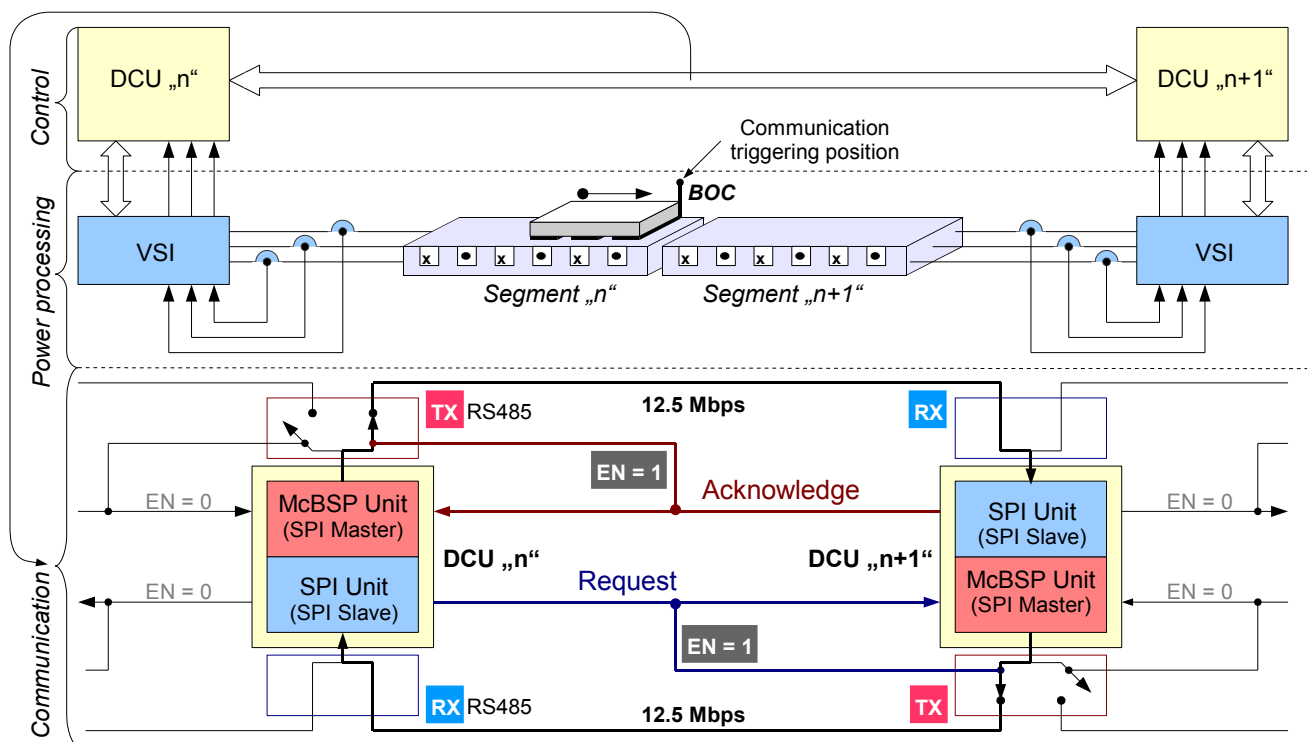 Control
DCU „n“
DCU „n+1“
Communication
triggering position
BOC
Power processing
VSI
VSI
x
x
x
x
x
x
Segment „n“
Segment „n+1“
TX RS485
12.5 Mbps
RX
EN = 1
Acknowledge
EN = 0
McBSP Unit
(SPI Master)
SPI Unit
(SPI Slave)
EN = 0
DCU „n“
DCU „n+1“
Communication
EN = 0
SPI Unit
(SPI Slave)
Request
McBSP Unit
(SPI Master)
EN = 0
EN = 1
RX RS485
12.5 Mbps
TX